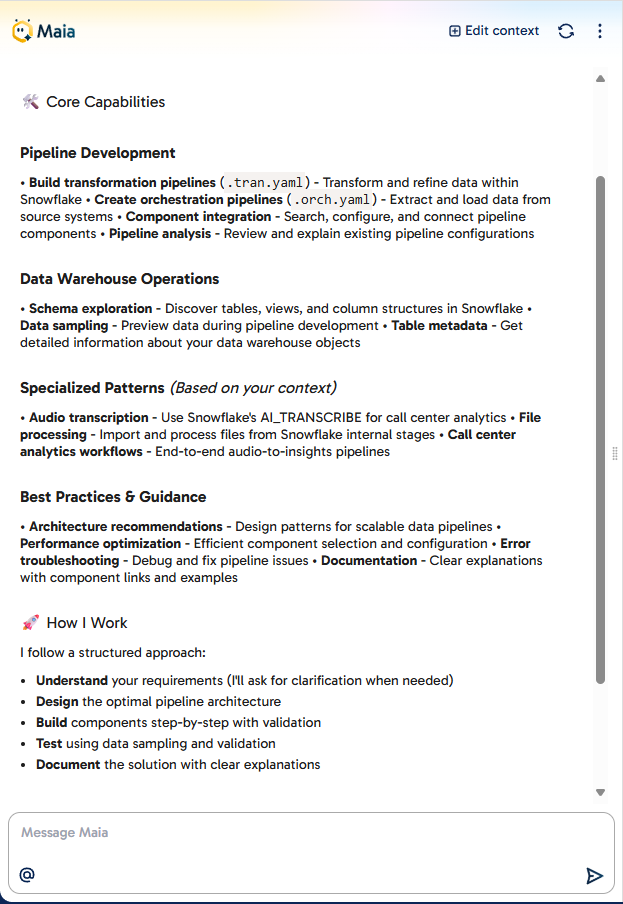 Maia
Edit context
🛠️ Core Capabilities
Pipeline Development
• Build transformation pipelines (.tran.yaml) - Transform and refine data within
Snowflake • Create orchestration pipelines (.orch.yaml) - Extract and load data from
source systems • Component integration - Search, configure, and connect pipeline
components • Pipeline analysis - Review and explain existing pipeline configurations
Data Warehouse Operations
• Schema exploration - Discover tables, views, and column structures in Snowflake •
Data sampling - Preview data during pipeline development • Table metadata - Get
detailed information about your data warehouse objects
Specialized Patterns (Based on your context)
• Audio transcription - Use Snowflake's AI_TRANSCRIBE for call center analytics • File
processing - Import and process files from Snowflake internal stages • Call center
analytics workflows - End-to-end audio-to-insights pipelines
Best Practices & Guidance
• Architecture recommendations - Design patterns for scalable data pipelines •
Performance optimization - Efficient component selection and configuration • Error
troubleshooting - Debug and fix pipeline issues • Documentation - Clear explanations
with component links and examples
🚀 How I Work
I follow a structured approach:
• Understand your requirements (I'll ask for clarification when needed)
• Design the optimal pipeline architecture
• Build components step-by-step with validation
• Test using data sampling and validation
• Document the solution with clear explanations
Message Maia
@